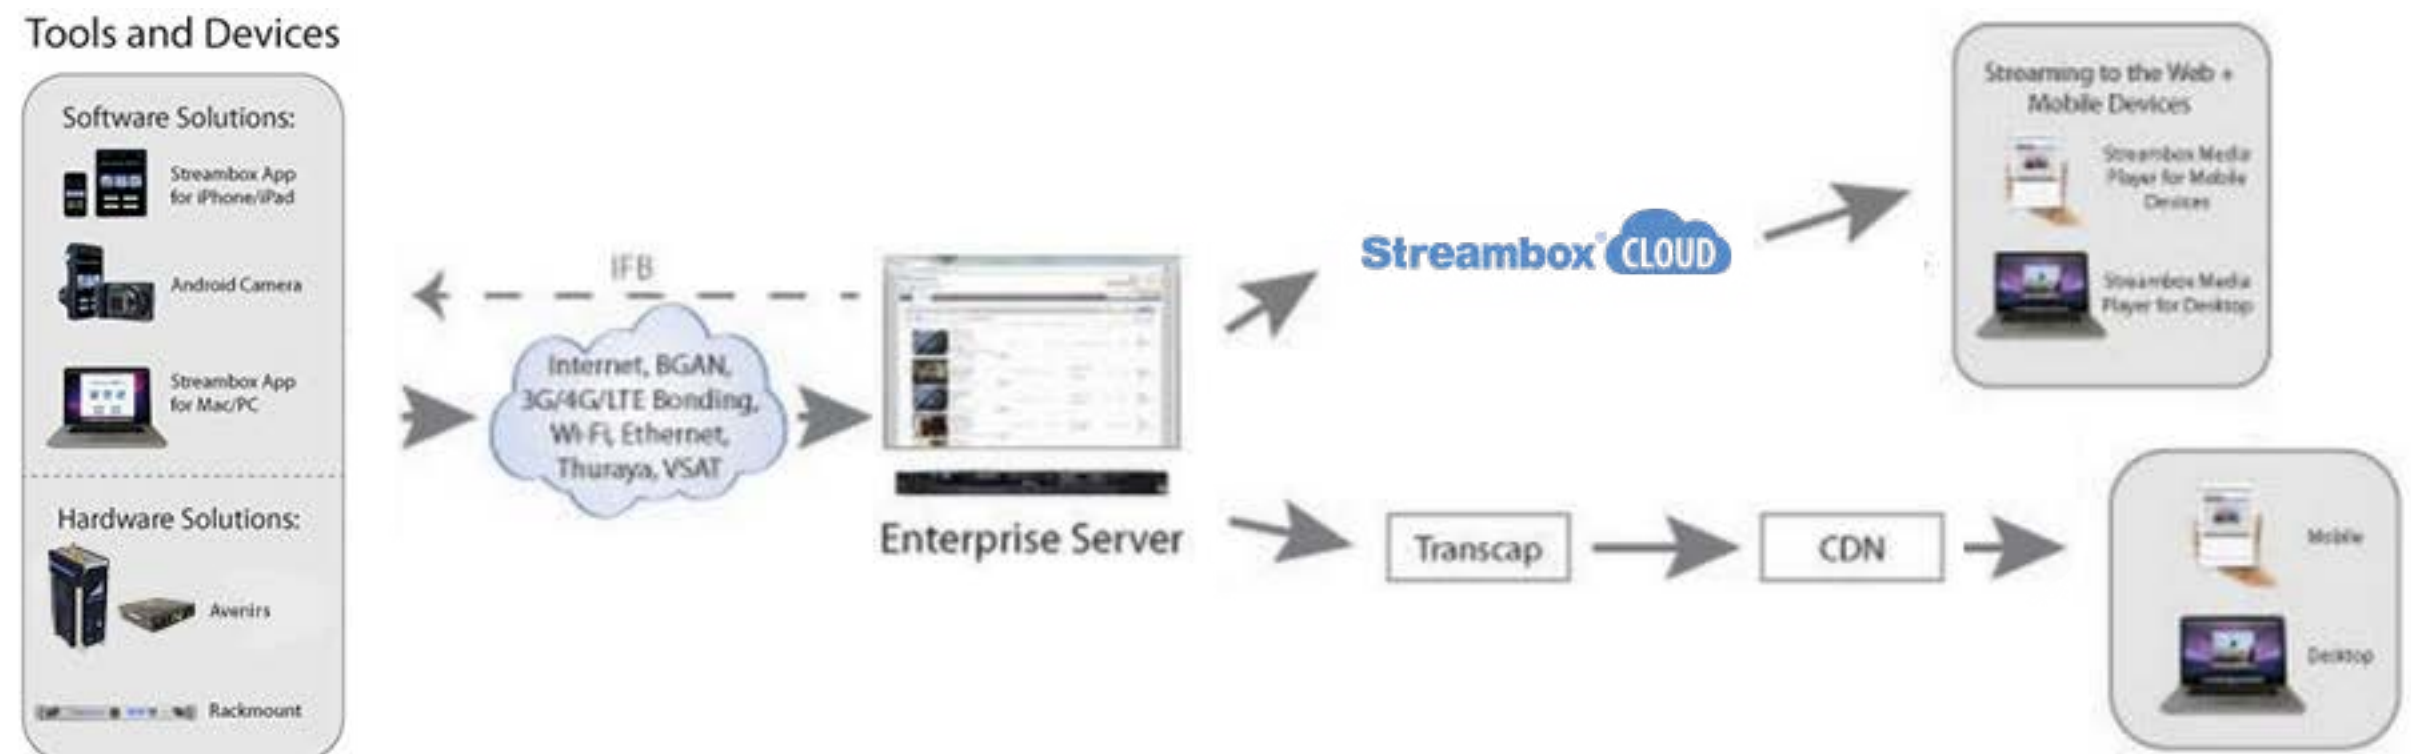 Tools and Devices
Software Solutions:
Streambox App
for iPhone/iPad
Android Camera
Streambox App
for Mac/PC
Hardware Solutions:
Avenirs
Rackmount
IFB
Internet, BGAN,
3G/4G/LTE Bonding,
Wi-Fi, Ethernet,
Thuraya, VSAT
Enterprise Server
Streambox® CLOUD
Streaming to the Web +
Mobile Devices
Streambox Media
Player for Mobile
Devices
Streambox Media
Player for Desktop
Transcap
CDN
Mobile
Desktop